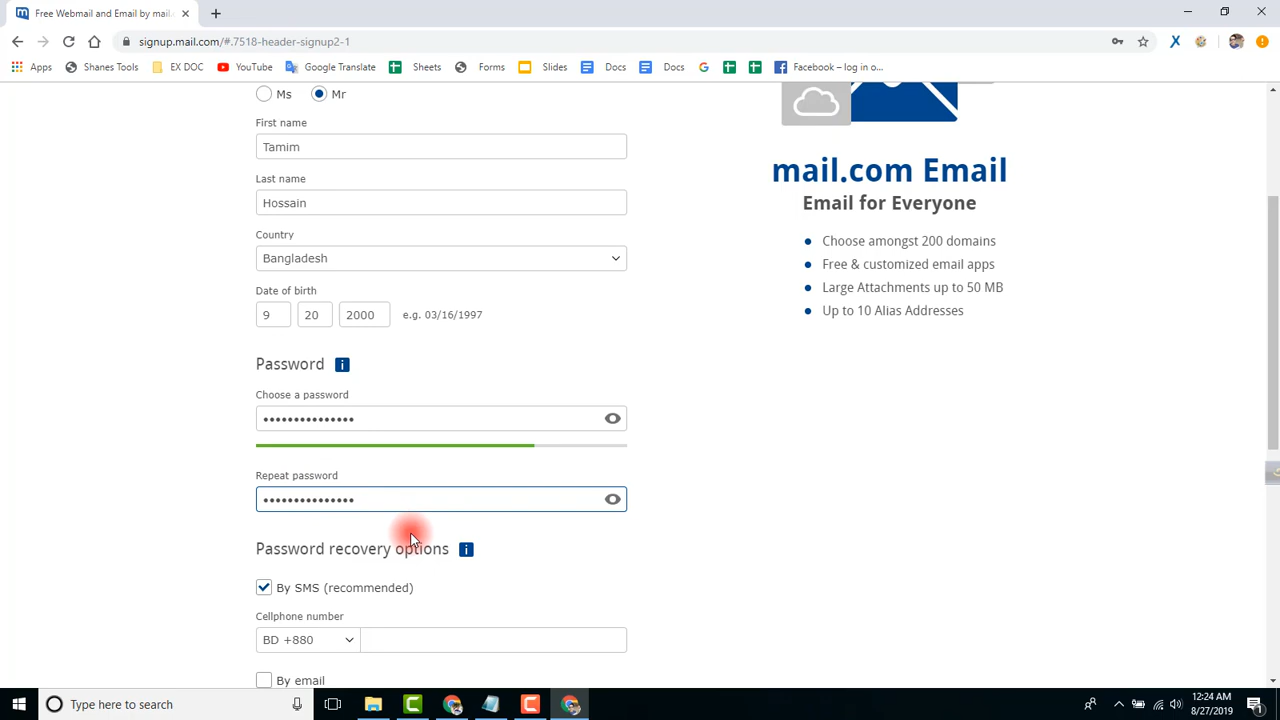 Free Webmail and Email by mail.
signup.mail.com/#.7518-header-signup2-1
Apps Shanes Tools EX DOC YouTube Google Translate Sheets Forms Slides Docs Docs Facebook – log in o...
Ms Mr
First name
Tamim
Last name
Hossain
Country
Bangladesh
Date of birth
9 20 2000 e.g. 03/16/1997
Password i
Choose a password
Repeat password
Password recovery options i
By SMS (recommended)
Cellphone number
BD +880
By email
mail.com Email
Email for Everyone
Choose amongst 200 domains
Free & customized email apps
Large Attachments up to 50 MB
Up to 10 Alias Addresses
Type here to search
12:24 AM
8/27/2019